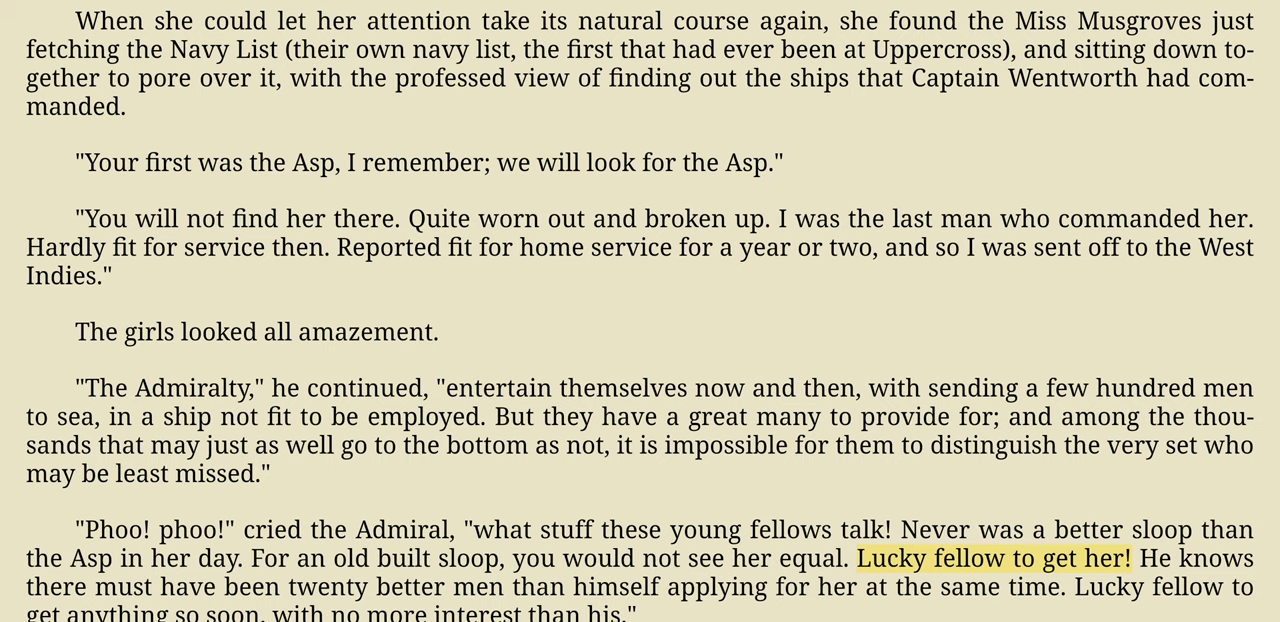 When she could let her attention take its natural course again, she found the Miss Musgroves just
fetching the Navy List (their own navy list, the first that had ever been at Uppercross), and sitting down to-
gether to pore over it, with the professed view of finding out the ships that Captain Wentworth had com-
manded.
"Your first was the Asp, I remember; we will look for the Asp."
"You will not find her there. Quite worn out and broken up. I was the last man who commanded her.
Hardly fit for service then. Reported fit for home service for a year or two, and so I was sent off to the West
Indies."
The girls looked all amazement.
"The Admiralty," he continued, "entertain themselves now and then, with sending a few hundred men
to sea, in a ship not fit to be employed. But they have a great many to provide for; and among the thou-
sands that may just as well go to the bottom as not, it is impossible for them to distinguish the very set who
may be least missed."
"Phoo! phoo!" cried the Admiral, "what stuff these young fellows talk! Never was a better sloop than
the Asp in her day. For an old built sloop, you would not see her equal. Lucky fellow to get her! He knows
there must have been twenty better men than himself applying for her at the same time. Lucky fellow to
get anything so soon, with no more interest than his."